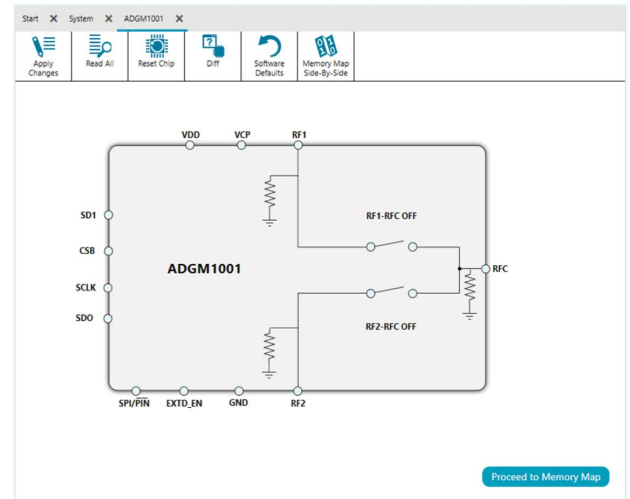 Start X System X ADGM1001 X
Apply Changes
Read All
Reset Chip
Diff
Software Defaults
Memory Map Side-By-Side
VDD VCP RF1
SD1
RF1-RFC OFF
CSB
ADGM1001
RFC
SCLK
SDO
RF2-RFC OFF
SPI/PIN EXTD_EN GND RF2
Proceed to Memory Map